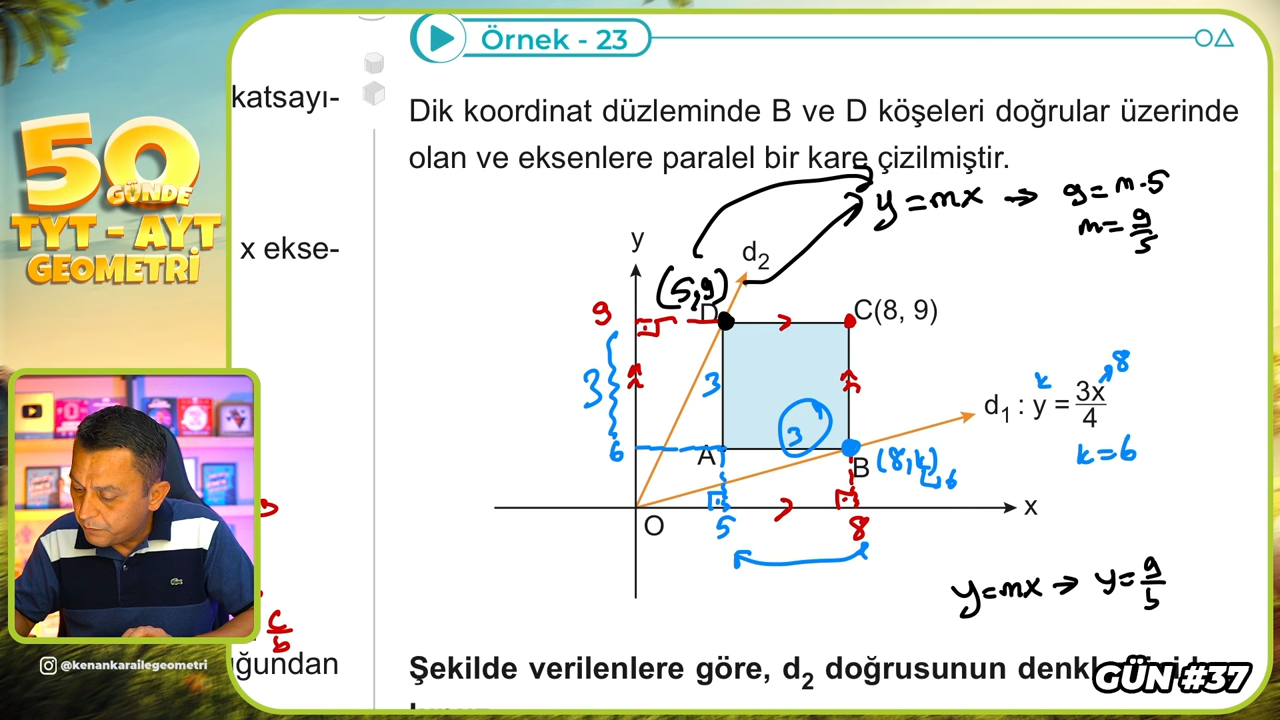 Örnek - 23
katsayı-
Dik koordinat düzleminde B ve D köşeleri doğrular üzerinde
olan ve eksenlere paralel bir kare çizilmiştir.
50
GÜNDE
TYT - AYT
GEOMETRİ
x ekse-
y = mx → 9 = m·5
m = 9/5
y
d2
(5,9)
9
D
C(8, 9)
3
3
3
8
k
d1 : y = 3x/4
k=6
6
A
B
(8,k)
6
O
5
8
x
y=mx → y=9/5
c/b
@kenankarailegeometri
ğundan
Şekilde verilenlere göre, d2 doğrusunun denk
GÜN #37